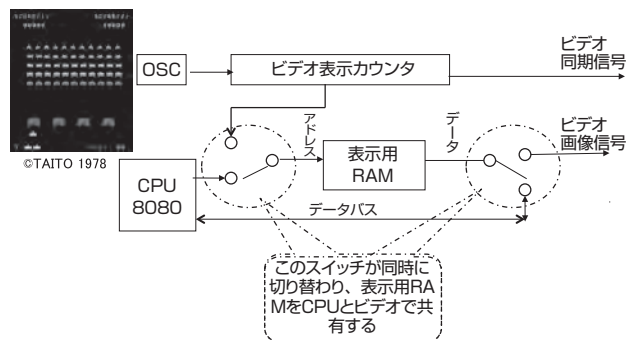 ©TAITO 1978
OSC
ビデオ表示カウンタ
ビデオ
同期信号
アドレス
表示用
RAM
データ
ビデオ
画像信号
CPU
8080
データバス
このスイッチが同時に
切り替わり、表示用RA
MをCPUとビデオで共
有する